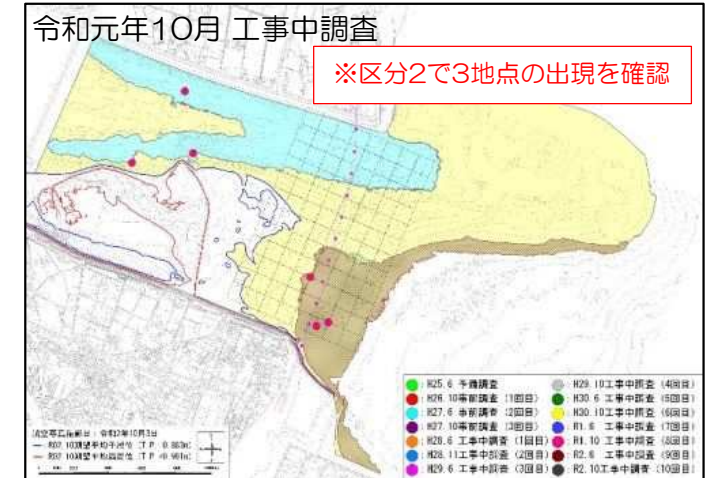 令和元年10月 工事中調査
※区分2で3地点の出現を確認
H25.6 予備調査
H26.10事前調査（1回目）
H27.6 事前調査（2回目）
H27.10事前調査（3回目）
H28.6 工事中調査（1回目）
H28.11工事中調査（2回目）
H29.6 工事中調査（3回目）
H29.10工事中調査（4回目）
H30.6 工事中調査（5回目）
H30.10工事中調査（6回目）
R1.6 工事中調査（7回目）
R1.10 工事中調査（8回目）
R2.6 工事中調査（9回目）
R2.10工事中調査（10回目）